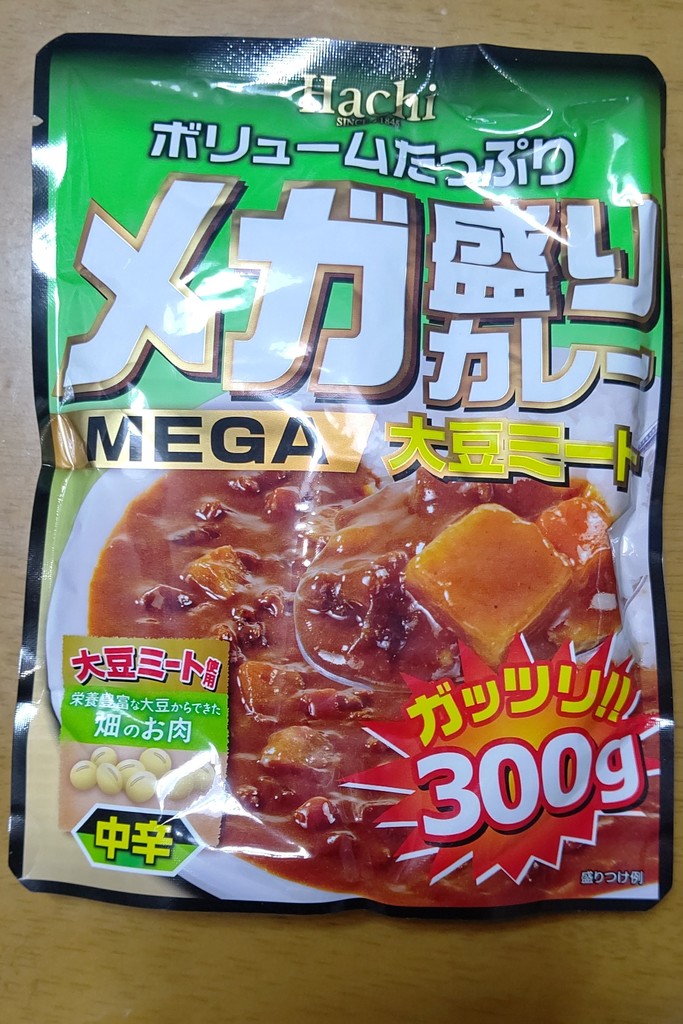 Hachi
SINCE 1845
ボリュームたっぷり
メガ盛り
カレー
MEGA
大豆ミート
大豆ミート使用
栄養豊富な大豆からできた
畑のお肉
中辛
ガッツリ!!
300g
盛りつけ例